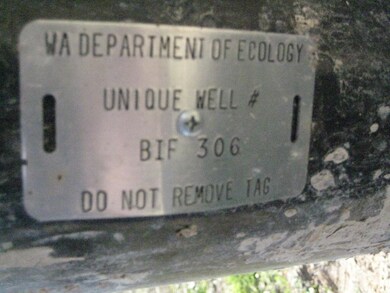 WA DEPARTMENT OF ECOLOGY
UNIQUE WELL #
BIF 306
DO NOT REMOVE TAG